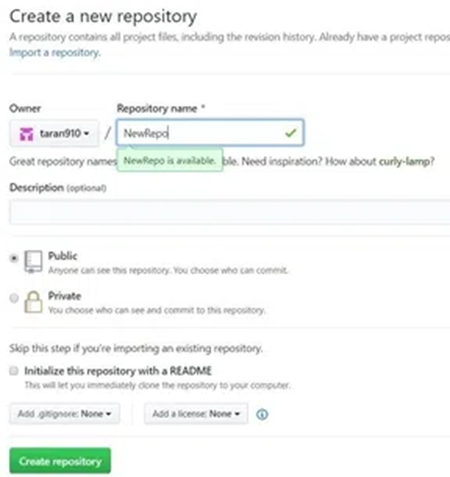 Create a new repository
A repository contains all project files, including the revision history. Already have a project repos
Import a repository.
Owner
Repository name *
taran910
/
NewRepo
Great repository names
NewRepo is available.
ble. Need inspiration? How about curly-lamp?
Description (optional)
Public
Anyone can see this repository. You choose who can commit.
Private
You choose who can see and commit to this repository.
Skip this step if you're importing an existing repository.
Initialize this repository with a README
This will let you immediately clone the repository to your computer.
Add .gitignore: None
Add a license: None
Create repository